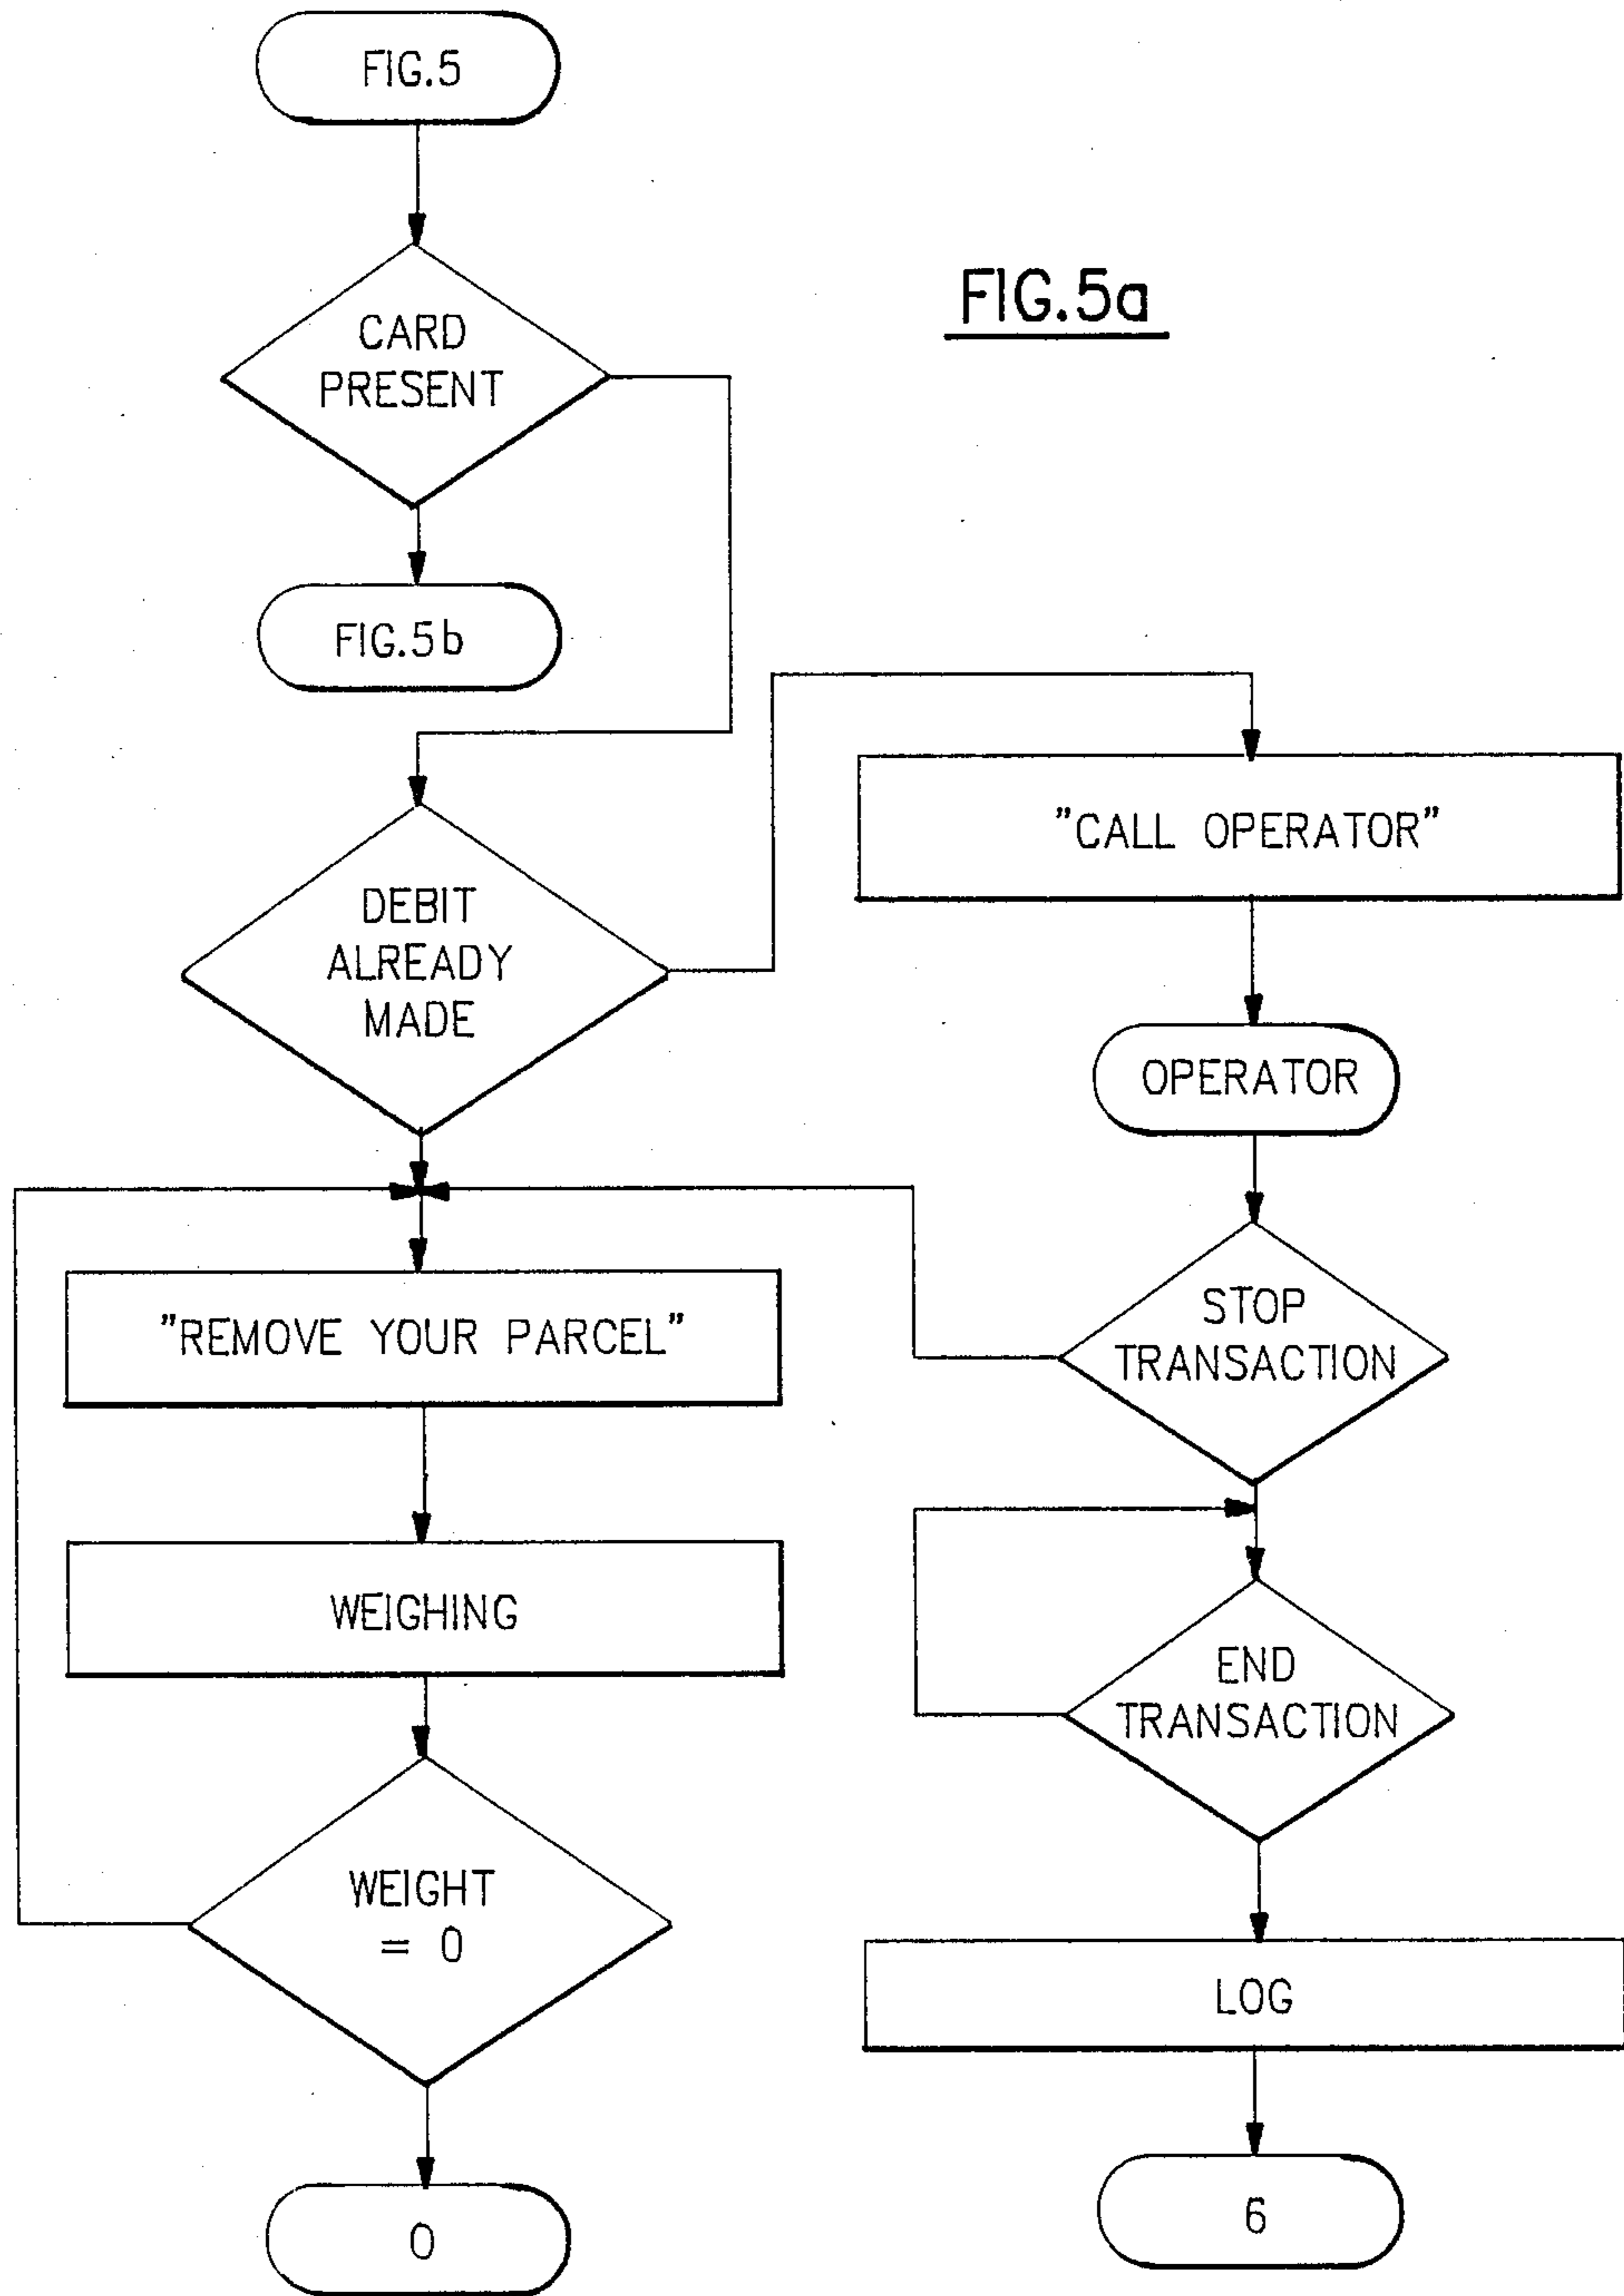 FIG.5
FIG.5a
CARD
PRESENT
FIG.5b
DEBIT
ALREADY
MADE
"CALL OPERATOR"
OPERATOR
"REMOVE YOUR PARCEL"
STOP
TRANSACTION
WEIGHING
END
TRANSACTION
WEIGHT
= 0
LOG
0
6